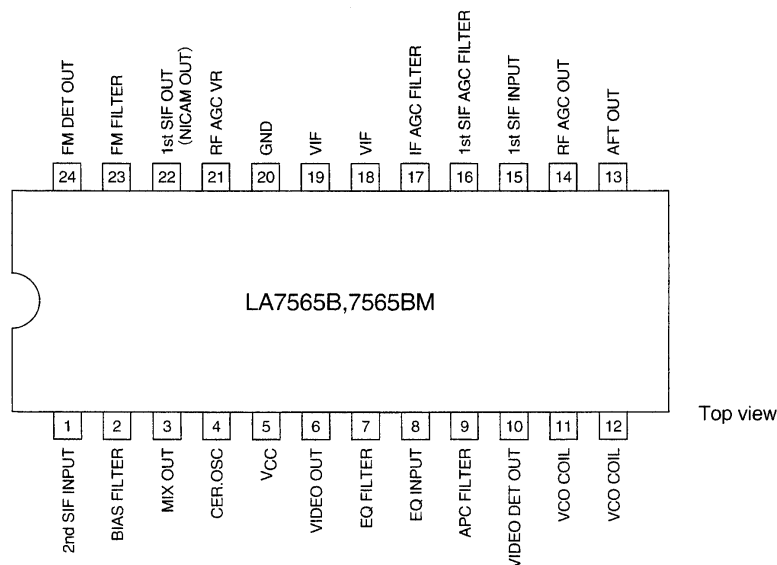 FM DET OUT
FM FILTER
1st SIF OUT
(NICAM OUT)
RF AGC VR
GND
VIF
VIF
IF AGC FILTER
1st SIF AGC FILTER
1st SIF INPUT
RF AGC OUT
AFT OUT
24 23 22 21 20 19 18 17 16 15 14 13
LA7565B,7565BM
Top view
1 2 3 4 5 6 7 8 9 10 11 12
2nd SIF INPUT
BIAS FILTER
MIX OUT
CER.OSC
VCC
VIDEO OUT
EQ FILTER
EQ INPUT
APC FILTER
VIDEO DET OUT
VCO COIL
VCO COIL